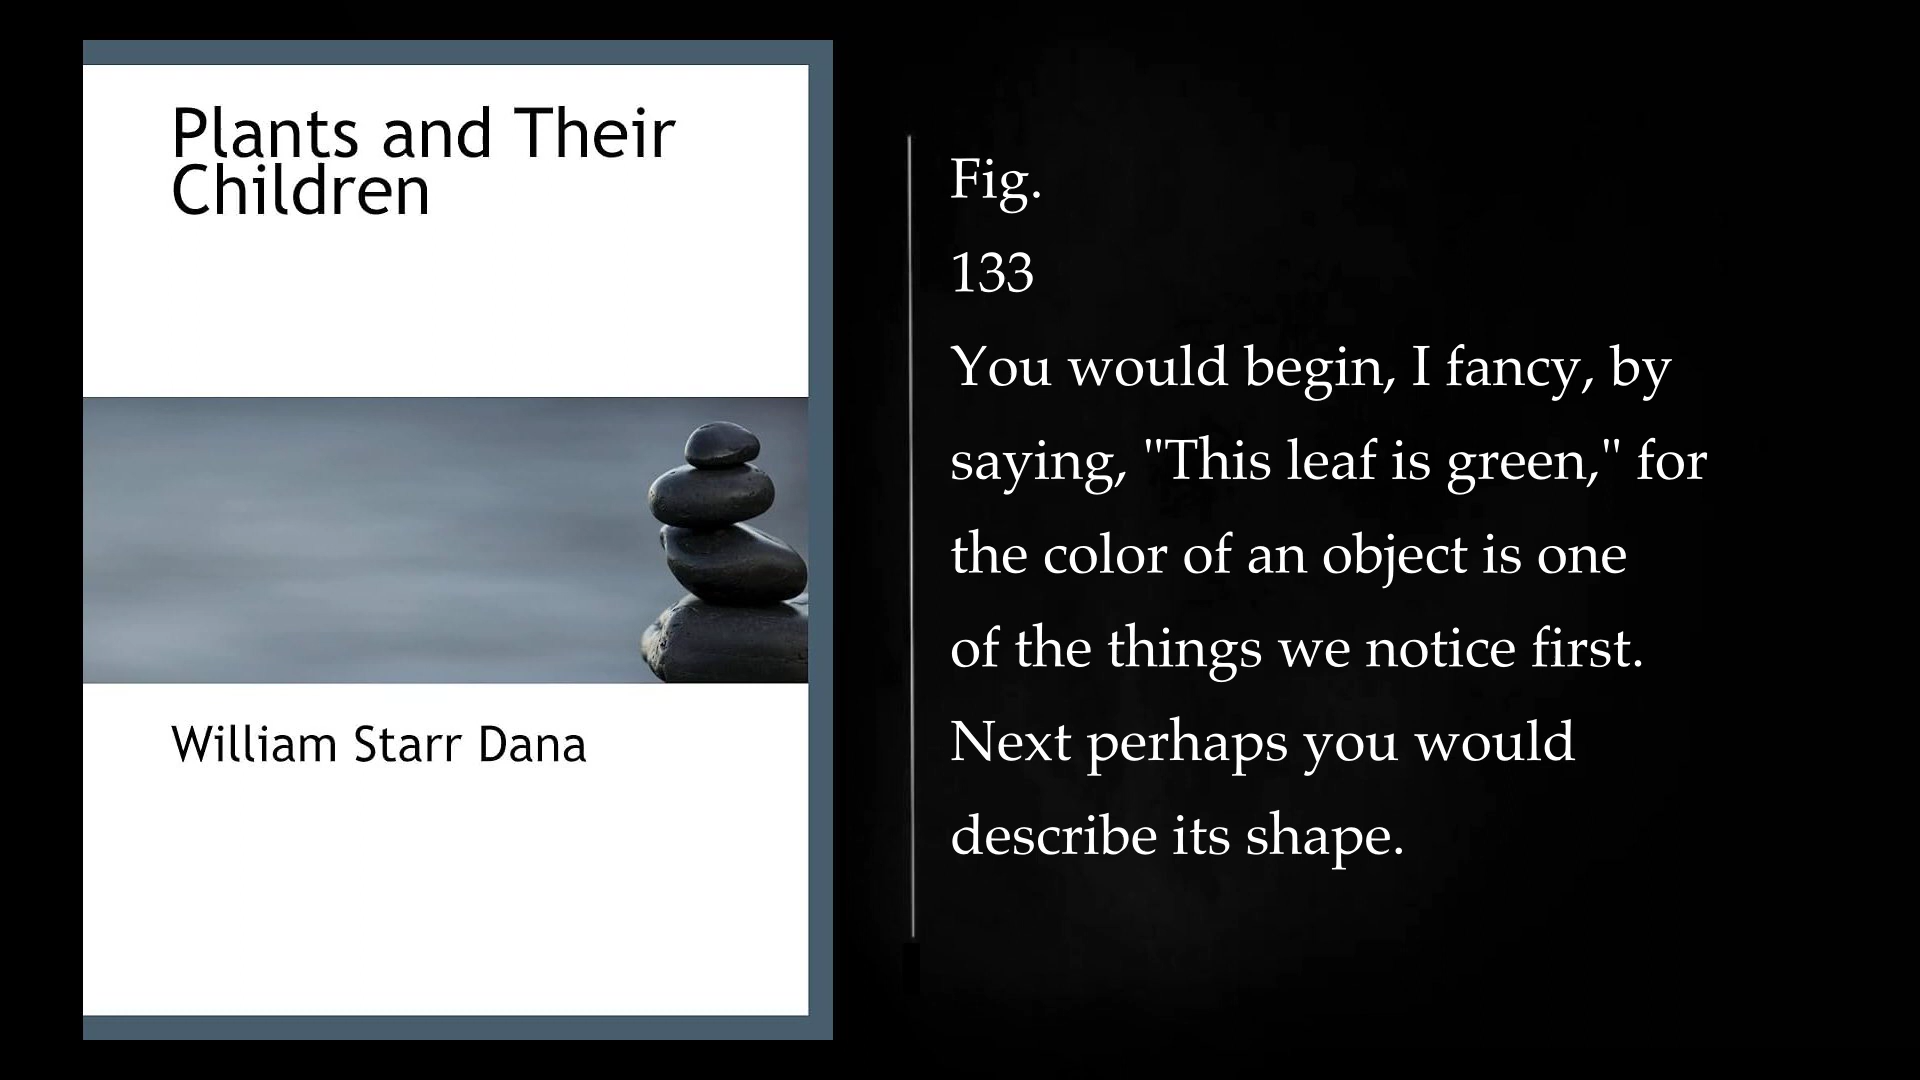 Plants and Their
Children
William Starr Dana
Fig.
133
You would begin, I fancy, by
saying, "This leaf is green," for
the color of an object is one
of the things we notice first.
Next perhaps you would
describe its shape.